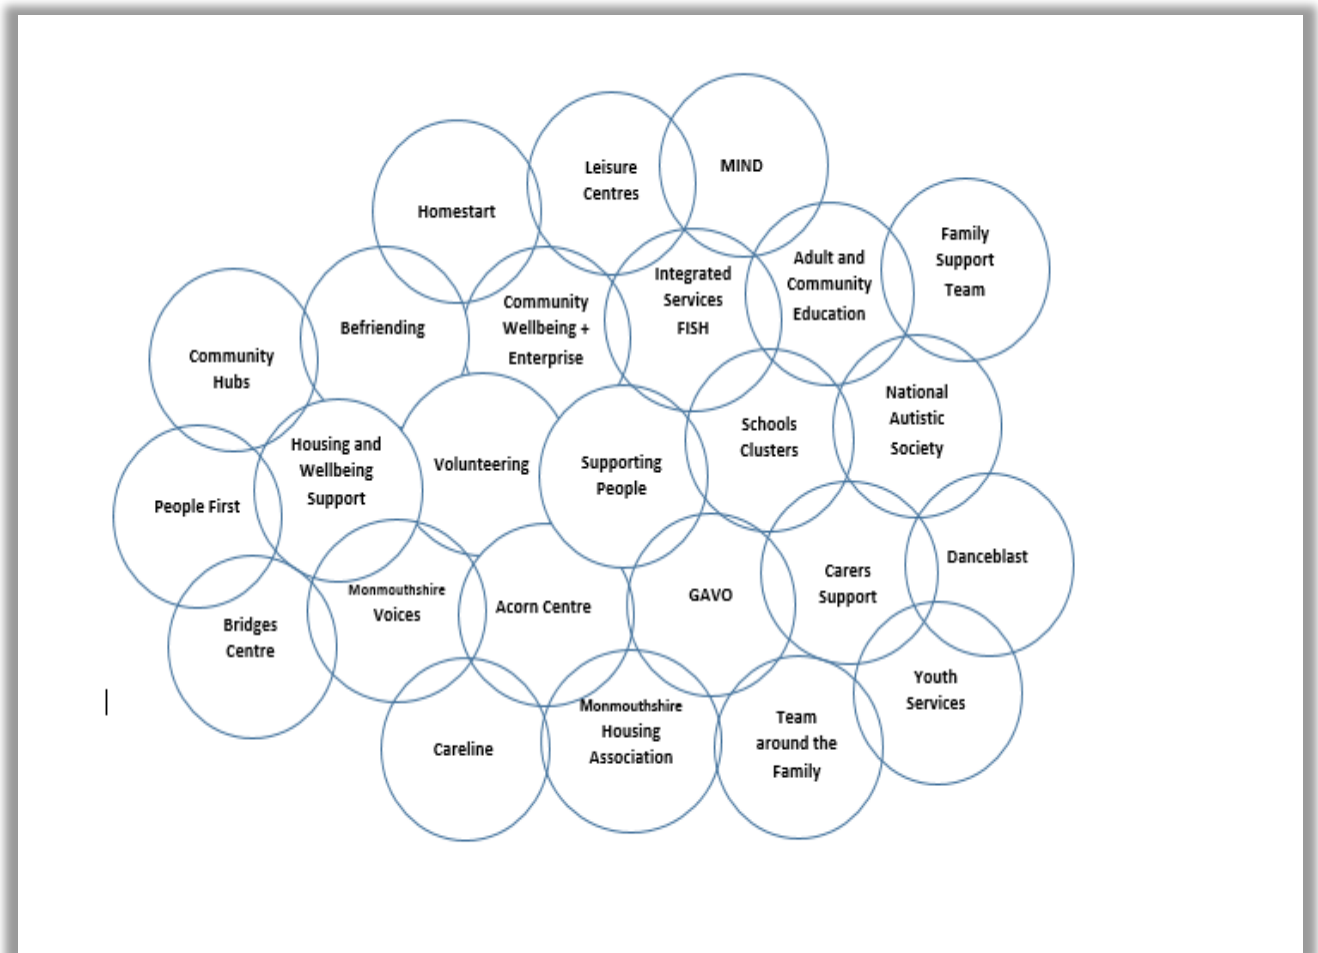 Leisure
Centres
MIND
Homestart
Family
Support
Team
Adult and
Community
Education
Integrated
Services
FISH
Community
Wellbeing +
Enterprise
Befriending
Community
Hubs
National
Autistic
Society
Schools
Clusters
Housing and
Wellbeing
Support
Volunteering
Supporting
People
People First
Danceblast
Carers
Support
GAVO
Acorn Centre
Monmouthshire
Voices
Bridges
Centre
Youth
Services
Monmouthshire
Housing
Association
Team
around the
Family
Careline